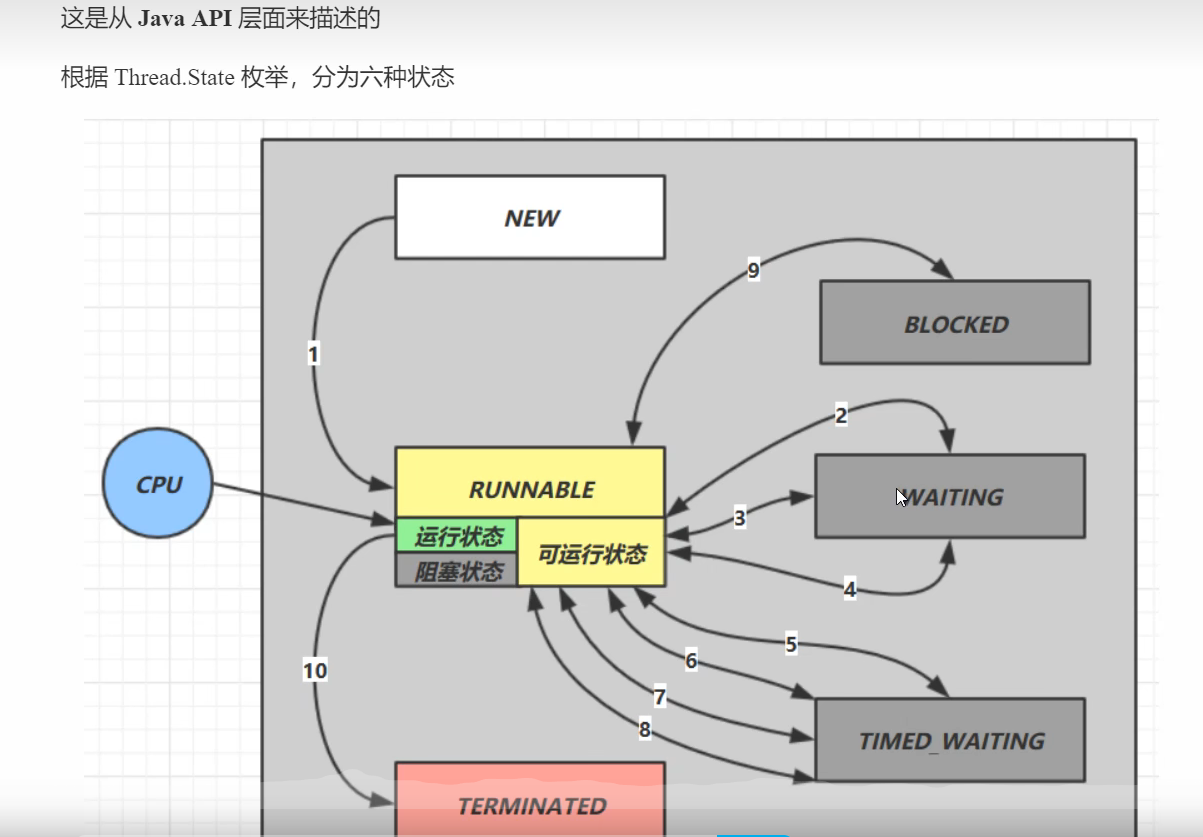 这是从 Java API 层面来描述的
根据 Thread.State 枚举，分为六种状态
NEW
9
BLOCKED
1
2
CPU
RUNNABLE
WAITING
3
运行状态
可运行状态
阻塞状态
4
5
6
10
7
8
TIMED_WAITING
TERMINATED